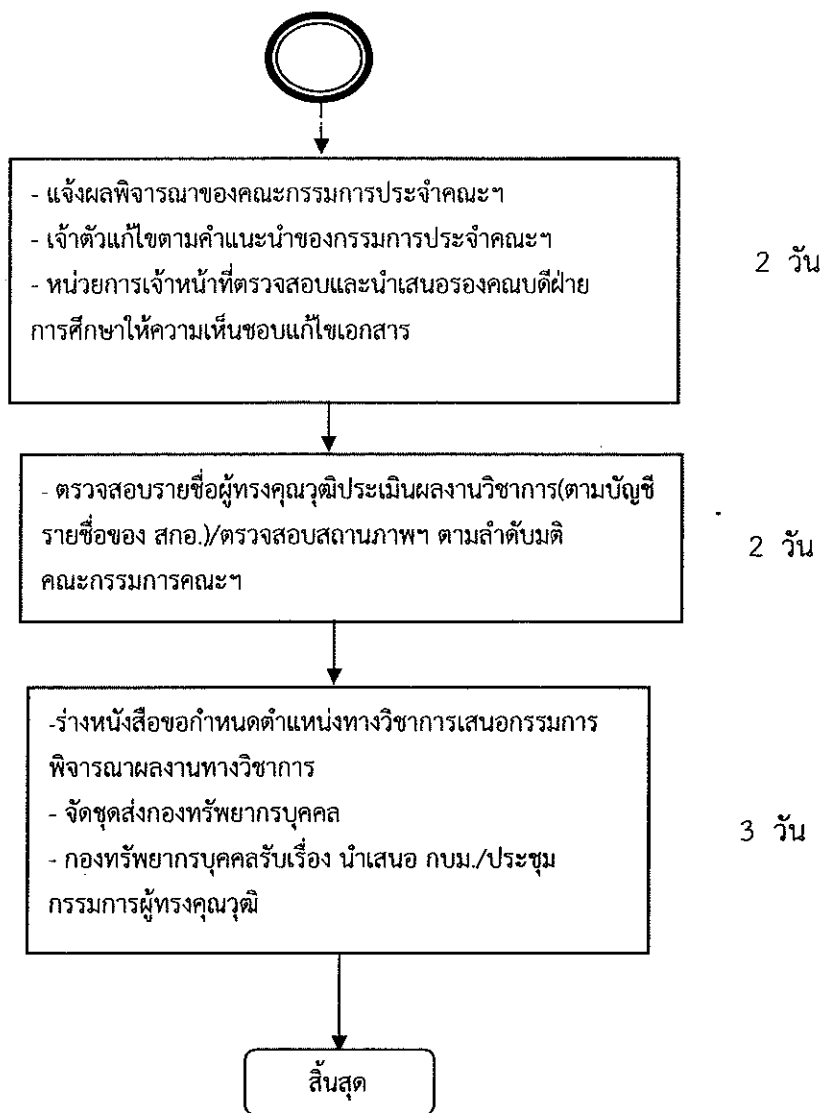 - แจ้งผลพิจารณาของคณะกรรมการประจำคณะฯ
- เจ้าตัวแก้ไขตามคำแนะนำของกรรมการประจำคณะฯ
- หน่วยการเจ้าหน้าที่ตรวจสอบและนำเสนอรองคณบดีฝ่าย
การศึกษาให้ความเห็นชอบแก้ไขเอกสาร
2 วัน
- ตรวจสอบรายชื่อผู้ทรงคุณวุฒิประเมินผลงานวิชาการ(ตามบัญชี
รายชื่อของ สกอ.)/ตรวจสอบสถานภาพฯ ตามลำดับมติ
คณะกรรมการคณะฯ
2 วัน
-ร่างหนังสือขอกำหนดตำแหน่งทางวิชาการเสนอกรรมการ
พิจารณาผลงานทางวิชาการ
- จัดชุดส่งกองทรัพยากรบุคคล
- กองทรัพยากรบุคคลรับเรื่อง นำเสนอ กบม./ประชุม
กรรมการผู้ทรงคุณวุฒิ
3 วัน
สิ้นสุด